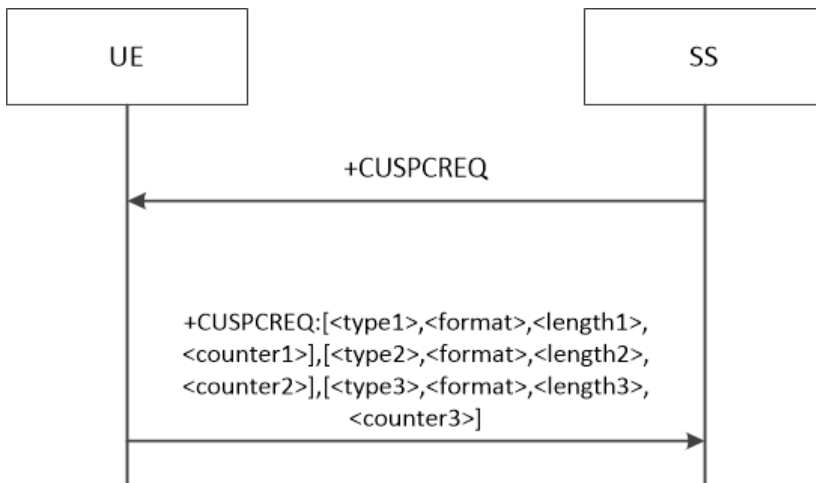 UE
SS
+CUSPCREQ
+CUSPCREQ:[<type1>,<format>,<length1>,
<counter1>],[<type2>,<format>,<length2>,
<counter2>],[<type3>,<format>,<length3>,
<counter3>]